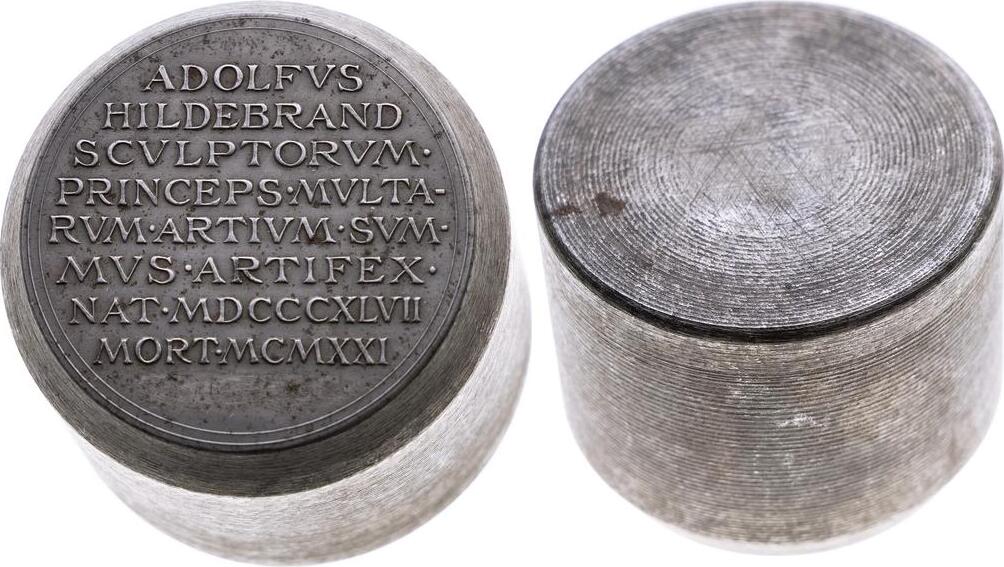 ADOLFVS
HILDEBRAND
SCVLPTORVM·
PRINCEPS·MVLTA-
RVM·ARTIVM·SVM-
MVS·ARTIFEX·
NAT·MDCCCXLVII
MORT·MCMXXI